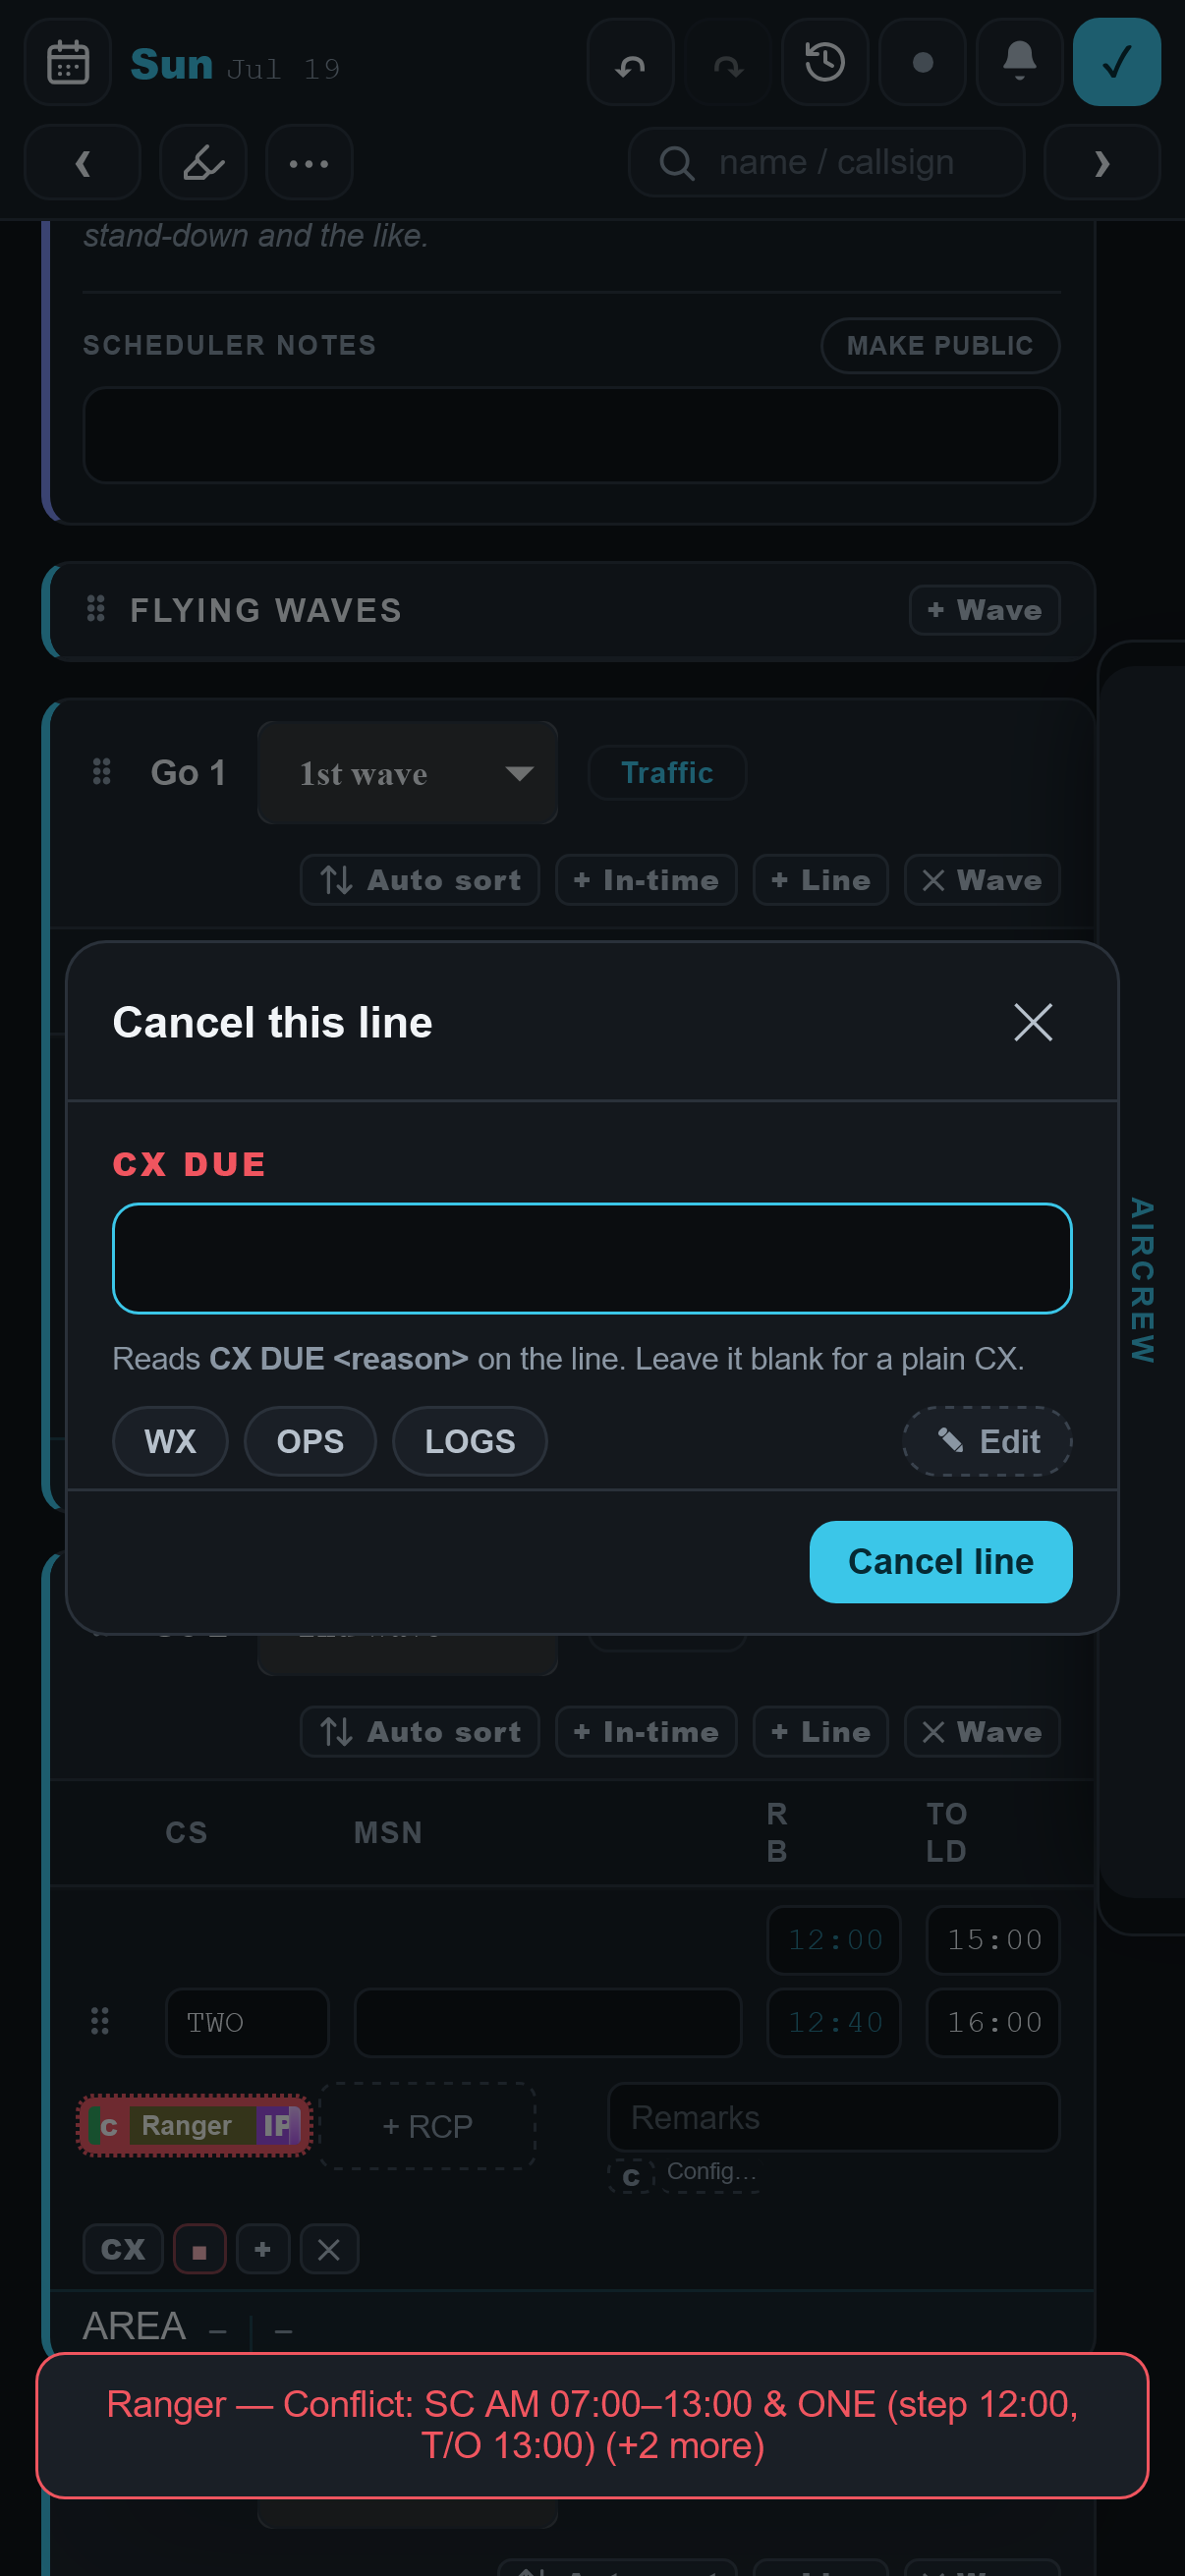 Sun Jul 19
name / callsign
stand-down and the like.
SCHEDULER NOTES
MAKE PUBLIC
FLYING WAVES
+ Wave
Go 1
1st wave
Traffic
Auto sort
+ In-time
+ Line
× Wave
Cancel this line
CX DUE
Reads CX DUE <reason> on the line. Leave it blank for a plain CX.
WX
OPS
LOGS
Edit
Cancel line
AIRCREW
Auto sort
+ In-time
+ Line
× Wave
CS
MSN
R
B
TO
LD
12:00
15:00
TWO
12:40
16:00
C Ranger IP
+ RCP
Remarks
C
Config...
CX
+
×
AREA – –
Ranger — Conflict: SC AM 07:00–13:00 & ONE (step 12:00,
T/O 13:00) (+2 more)